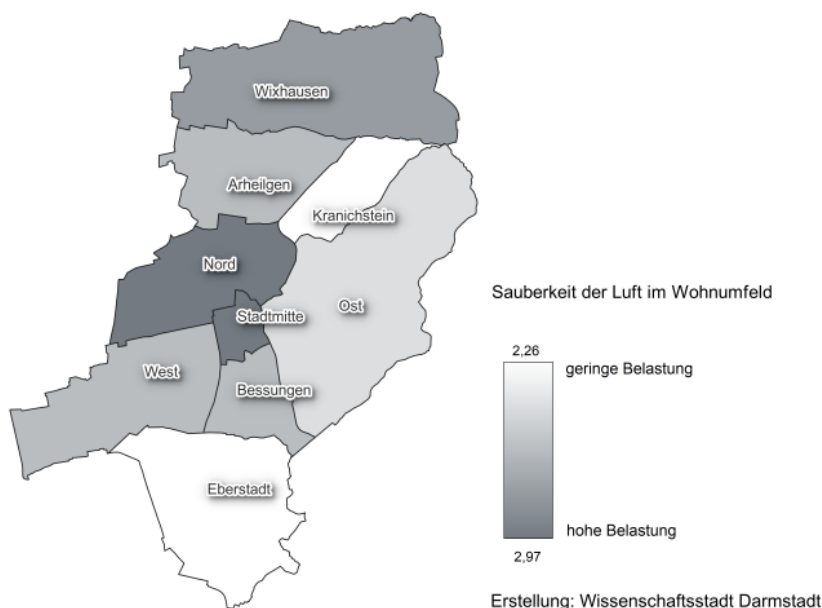 Wixhausen
Arheilgen
Kranichstein
Nord
Ost
Stadtmitte
West
Bessungen
Eberstadt
Sauberkeit der Luft im Wohnumfeld
2,26
geringe Belastung
hohe Belastung
2,97
Erstellung: Wissenschaftsstadt Darmstadt